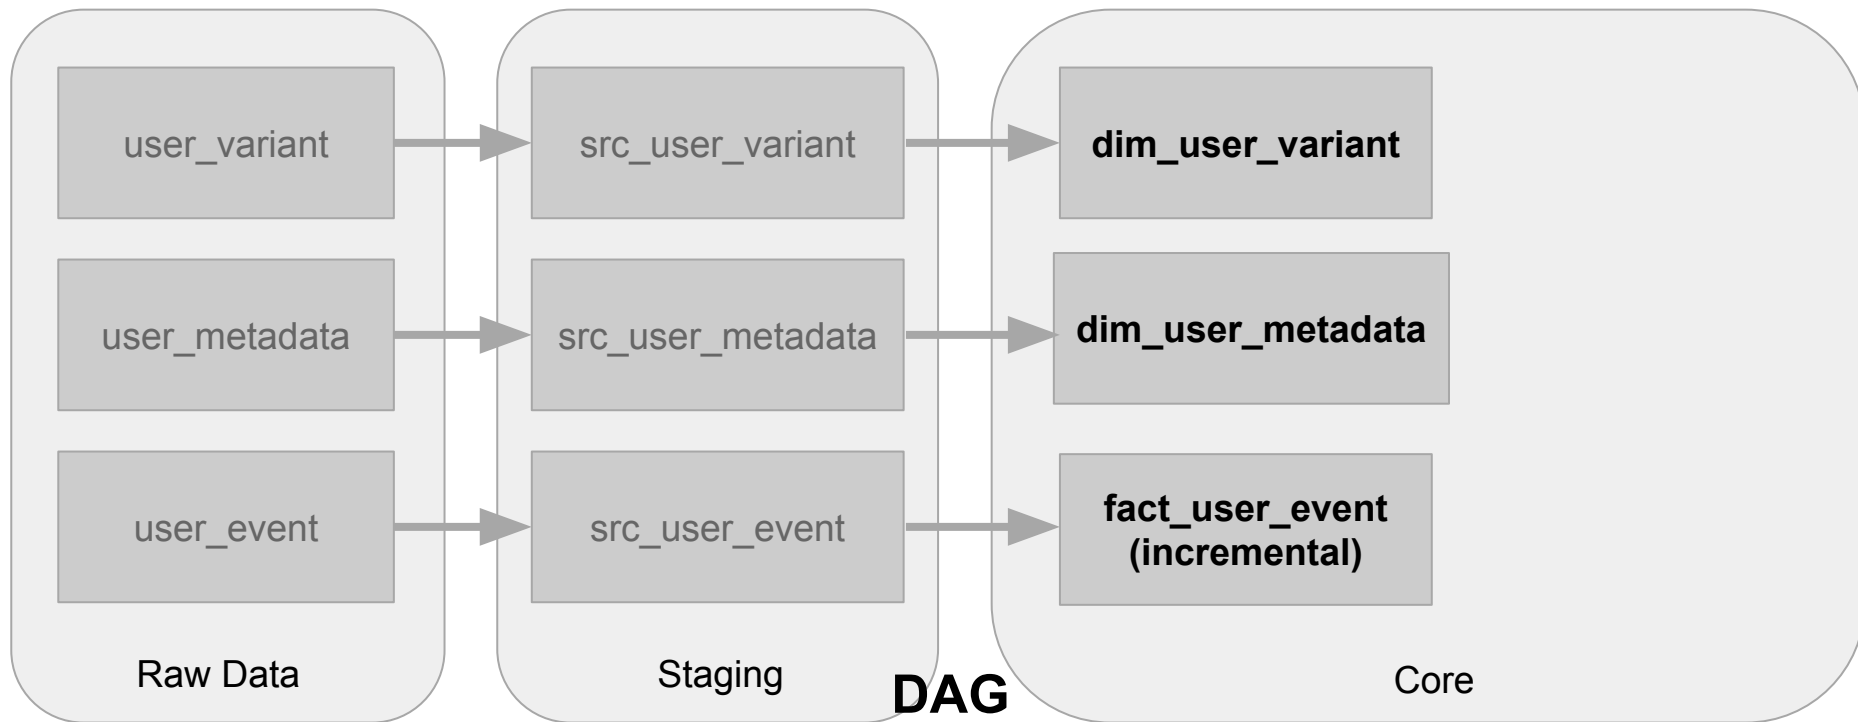 user_variant
src_user_variant
dim_user_variant
user_metadata
src_user_metadata
dim_user_metadata
user_event
src_user_event
fact_user_event
(incremental)
Raw Data
Staging
DAG
Core